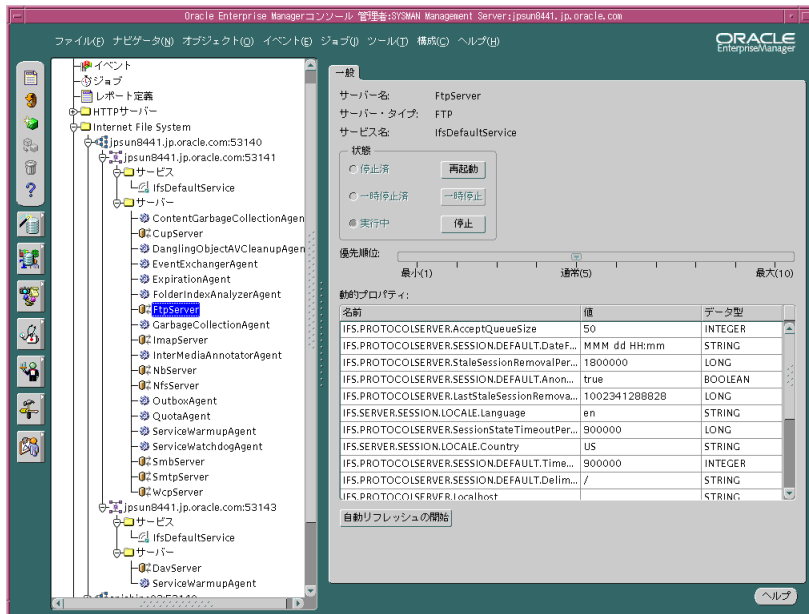 Oracle Enterprise Managerコンソール 管理者:SYSMAN Management Server:jpsun8441.jp.oracle.com
ファイル(F) ナビゲータ(N) オブジェクト(O) イベント(E) ジョブ(J) ツール(T) 構成(C) ヘルプ(H)
ORACLE
EnterpriseManager
イベント
ジョブ
レポート定義
HTTPサーバー
Internet File System
jpsun8441.jp.oracle.com:53140
jpsun8441.jp.oracle.com:53141
サービス
IfsDefaultService
サーバー
ContentGarbageCollectionAgen
CupServer
DanglingObjectAVCleanupAgen
EventExchangerAgent
ExpirationAgent
FolderIndexAnalyzerAgent
FtpServer
GarbageCollectionAgent
ImapServer
InterMediaAnnotatorAgent
NbServer
NfsServer
OutboxAgent
QuotaAgent
ServiceWarmupAgent
ServiceWatchdogAgent
SmbServer
SmtpServer
WcpServer
jpsun8441.jp.oracle.com:53143
サービス
IfsDefaultService
サーバー
DavServer
ServiceWarmupAgent
一般
サーバー名: FtpServer
サーバー・タイプ: FTP
サービス名: IfsDefaultService
状態
停止済 再起動
一時停止済 一時停止
実行中 停止
優先順位:
最小(1) 通常(5) 最大(10)
動的プロパティ:
名前 値 データ型
IFS.PROTOCOLSERVER.AcceptQueueSize 50 INTEGER
IFS.PROTOCOLSERVER.SESSION.DEFAULT.DateF... MMM dd HH:mm STRING
IFS.PROTOCOLSERVER.StaleSessionRemovalPer... 1800000 LONG
IFS.PROTOCOLSERVER.SESSION.DEFAULT.Anon... true BOOLEAN
IFS.PROTOCOLSERVER.LastStaleSessionRemova... 1002341288828 LONG
IFS.SERVER.SESSION.LOCALE.Language en STRING
IFS.PROTOCOLSERVER.SessionStateTimeoutPer... 900000 LONG
IFS.SERVER.SESSION.LOCALE.Country US STRING
IFS.PROTOCOLSERVER.SESSION.DEFAULT.Time... 900000 INTEGER
IFS.PROTOCOLSERVER.SESSION.DEFAULT.Delim... / STRING
IFS.PROTOCOLSERVER.Localhost STRING
自動リフレッシュの開始
ヘルプ